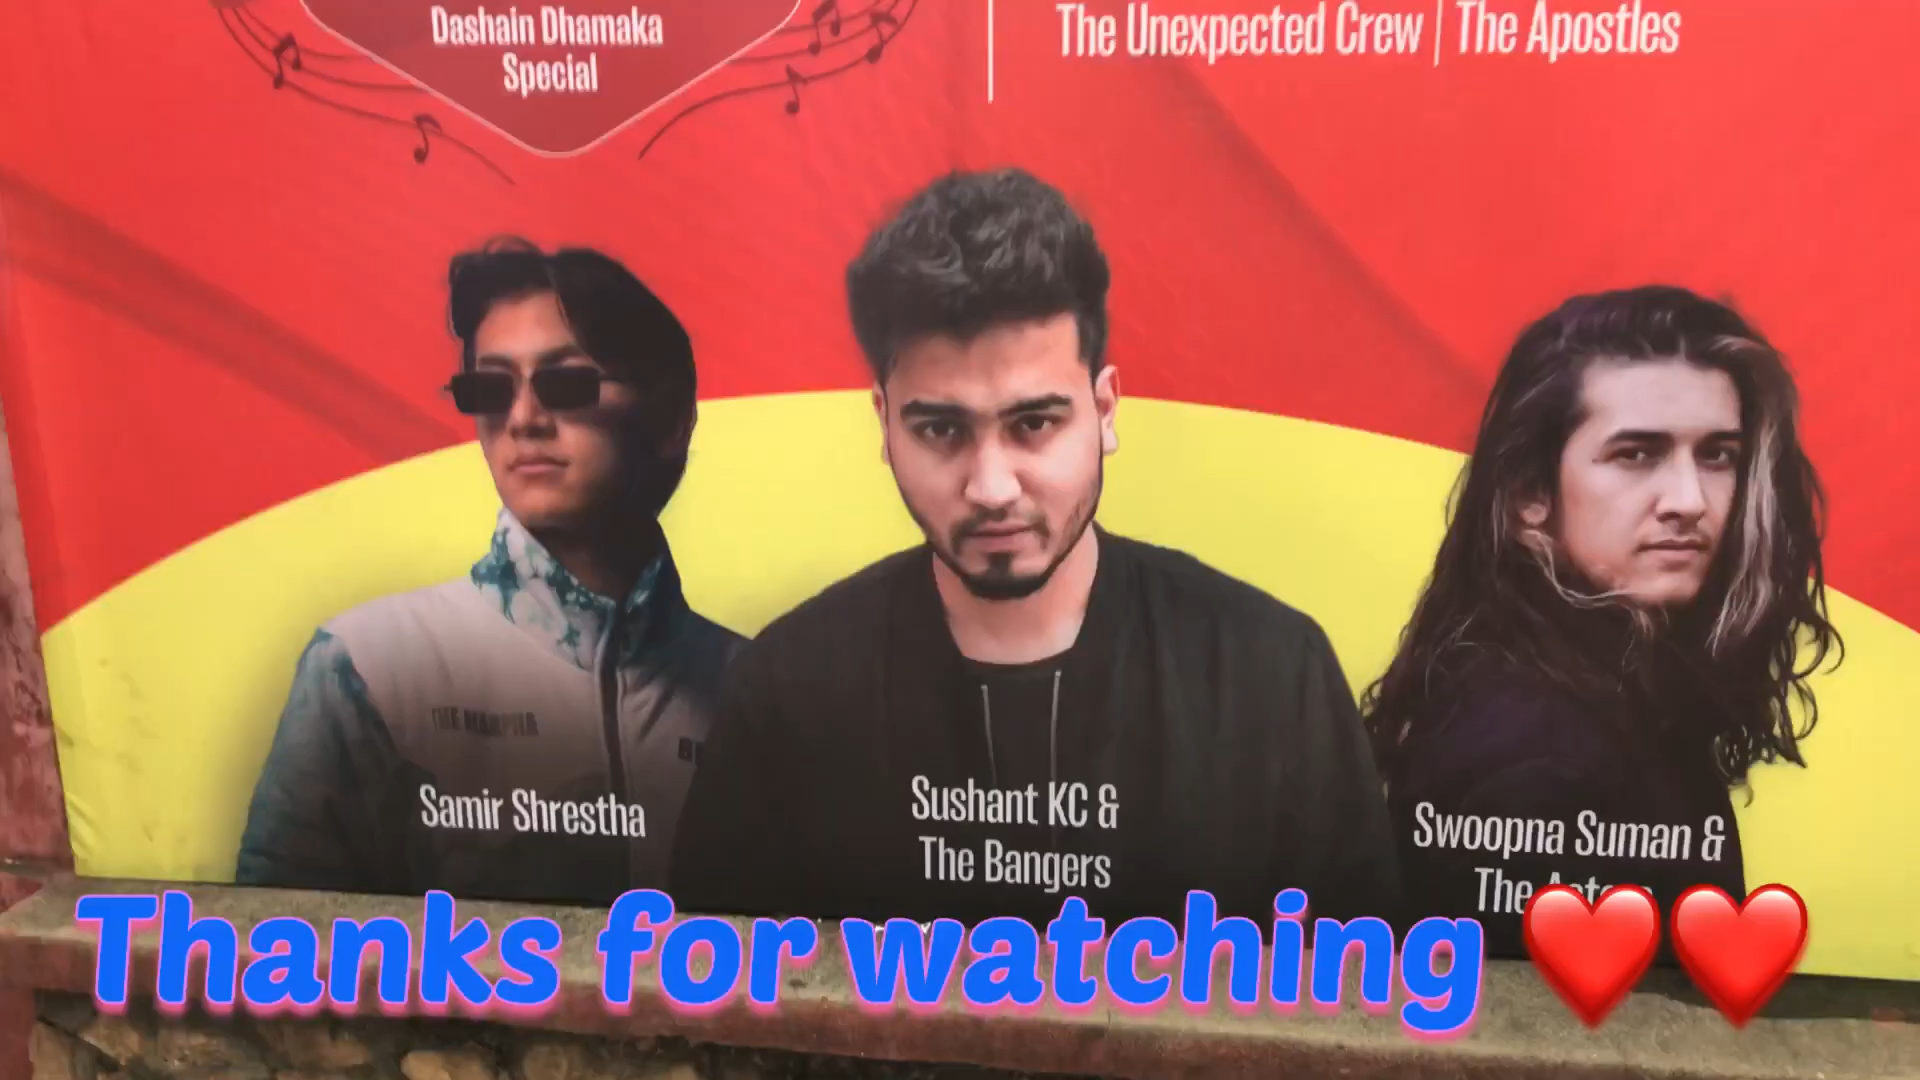 Dashain Dhamaka
Special
The Unexpected Crew | The Apostles
Samir Shrestha
Sushant KC &
The Bangers
Swoopna Suman &
The
Thanks for watching ❤️❤️